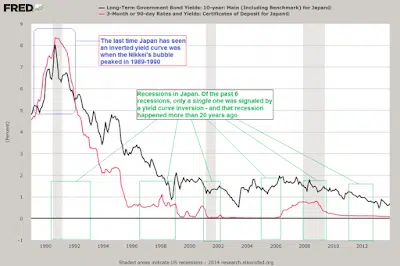 FRED
— Long-Term Government Bond Yields: 10-year: Main (Including Benchmark) for Japan©
— 3-Month or 90-day Rates and Yields: Certificates of Deposit for Japan©
The last time Japan has seen
an inverted yield curve was
when the Nikkei's bubble
peaked in 1989-1990
Recessions in Japan. Of the past 6
recessions, only a single one was signaled by
a yield curve inversion - and that recession
happened more than 20 years ago
(Percent)
9
8
7
6
5
4
3
2
1
0
-1
1990 1992 1994 1996 1998 2000 2002 2004 2006 2008 2010 2012
Shaded areas indicate US recessions - 2014 research.stlouisfed.org